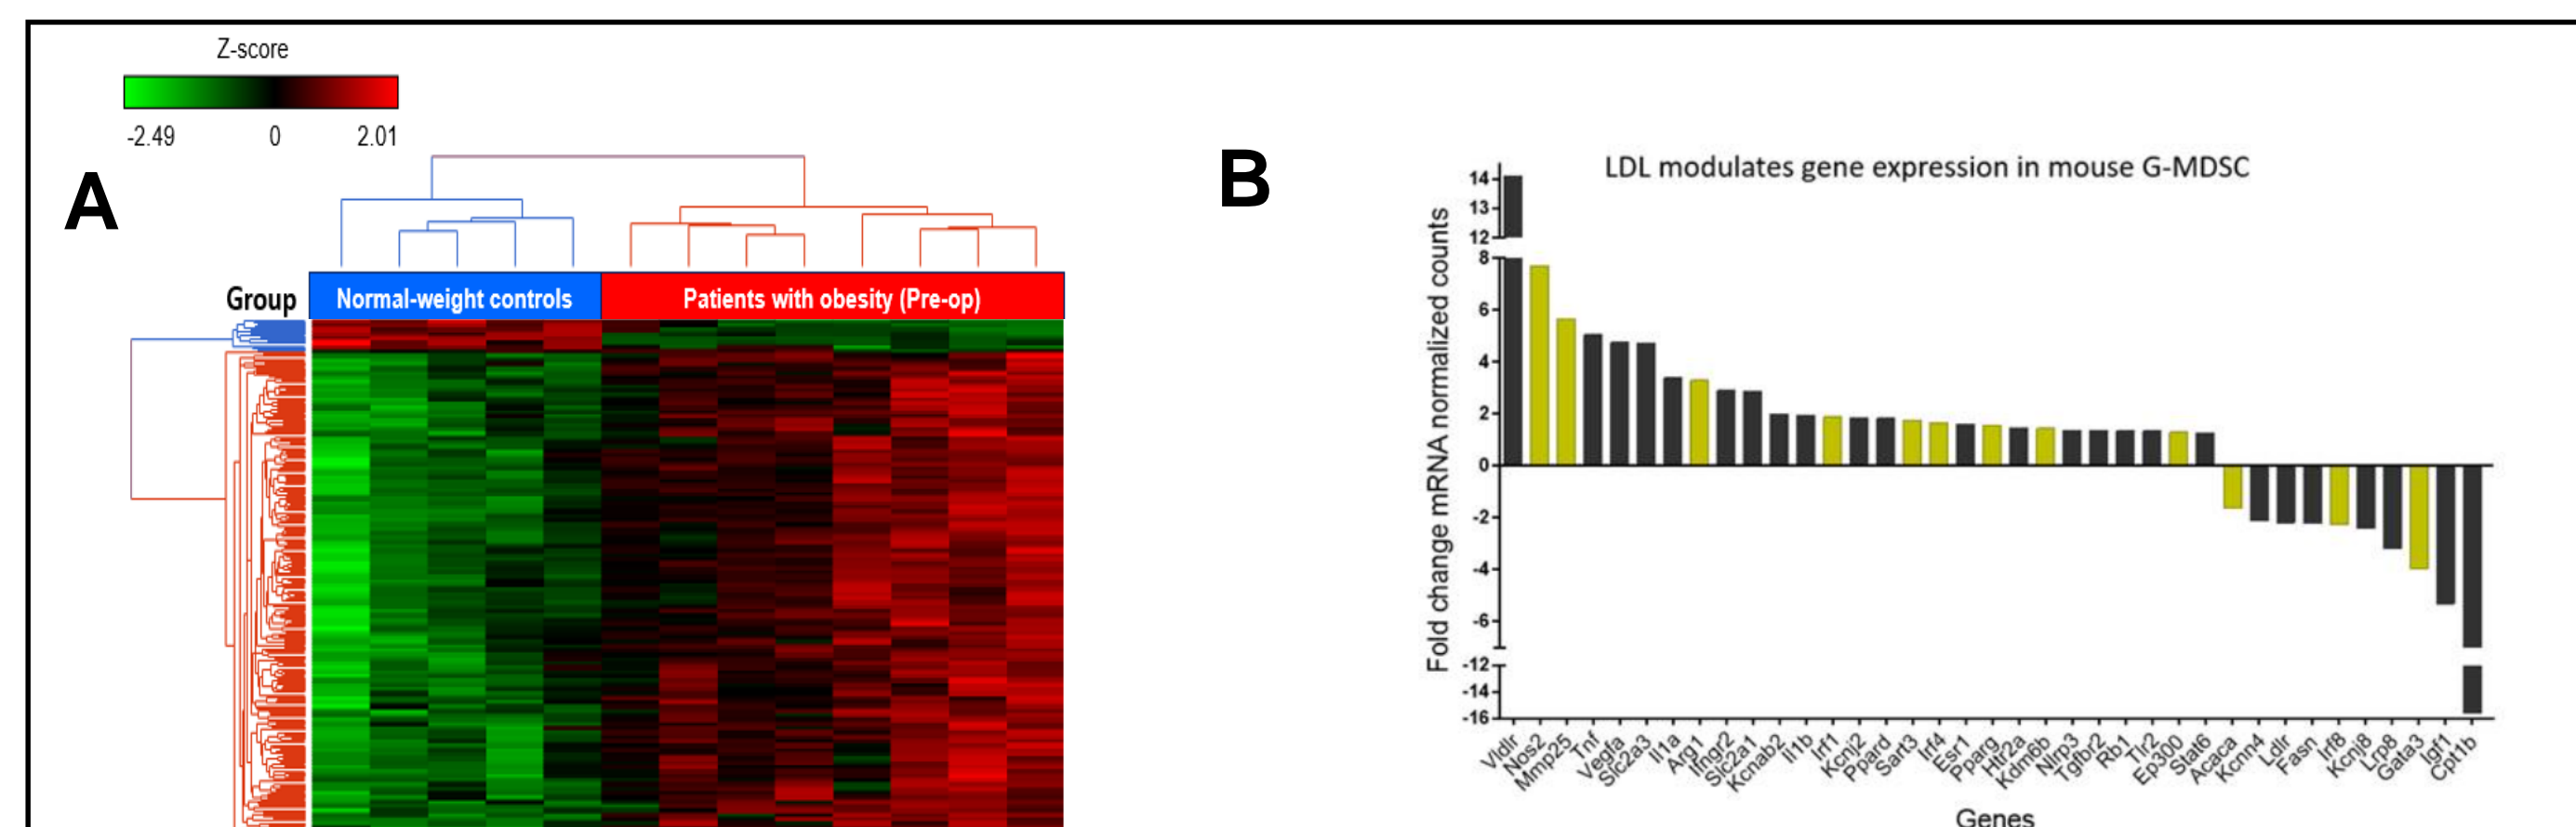 Z-score
-2.49 0 2.01
A
Group
Normal-weight controls
Patients with obesity (Pre-op)
B
LDL modulates gene expression in mouse G-MDSC
Fold change mRNA normalized counts
14
13
12
8
6
4
2
0
-2
-4
-6
-12
-14
-16
Vldlr
Nos2
Mmp25
Tnf
Vegfa
Slc2a3
Il1a
Arg1
Ifngr2
Slc2a1
Kcnab2
Il1b
Irf1
Kcnj2
Ppard
Sart3
Irf4
Esr1
Pparg
Htr2a
Kdm6b
Nlrp3
Tgfbr2
Rb1
Tlr2
Ep300
Stat6
Acaca
Kcnn4
Ldlr
Fasn
Irf8
Kcnj8
Lrp8
Gata3
Igf1
Cpt1b
Genes